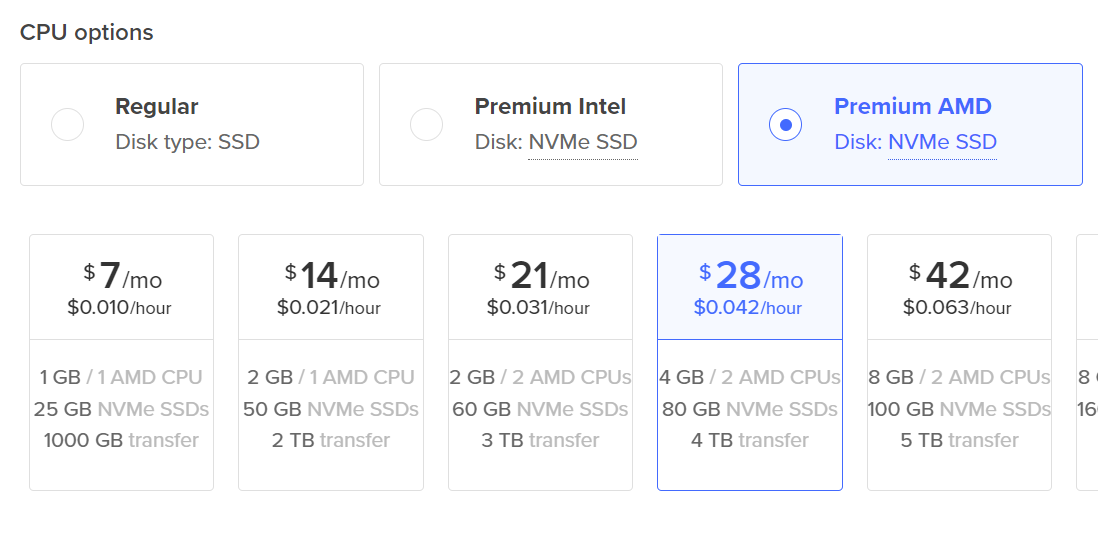 CPU options
Regular
Disk type: SSD
Premium Intel
Disk: NVMe SSD
Premium AMD
Disk: NVMe SSD
$7/mo
$0.010/hour
1 GB / 1 AMD CPU
25 GB NVMe SSDs
1000 GB transfer
$14/mo
$0.021/hour
2 GB / 1 AMD CPU
50 GB NVMe SSDs
2 TB transfer
$21/mo
$0.031/hour
2 GB / 2 AMD CPUs
60 GB NVMe SSDs
3 TB transfer
$28/mo
$0.042/hour
4 GB / 2 AMD CPUs
80 GB NVMe SSDs
4 TB transfer
$42/mo
$0.063/hour
8 GB / 2 AMD CPUs
100 GB NVMe SSDs
5 TB transfer
8